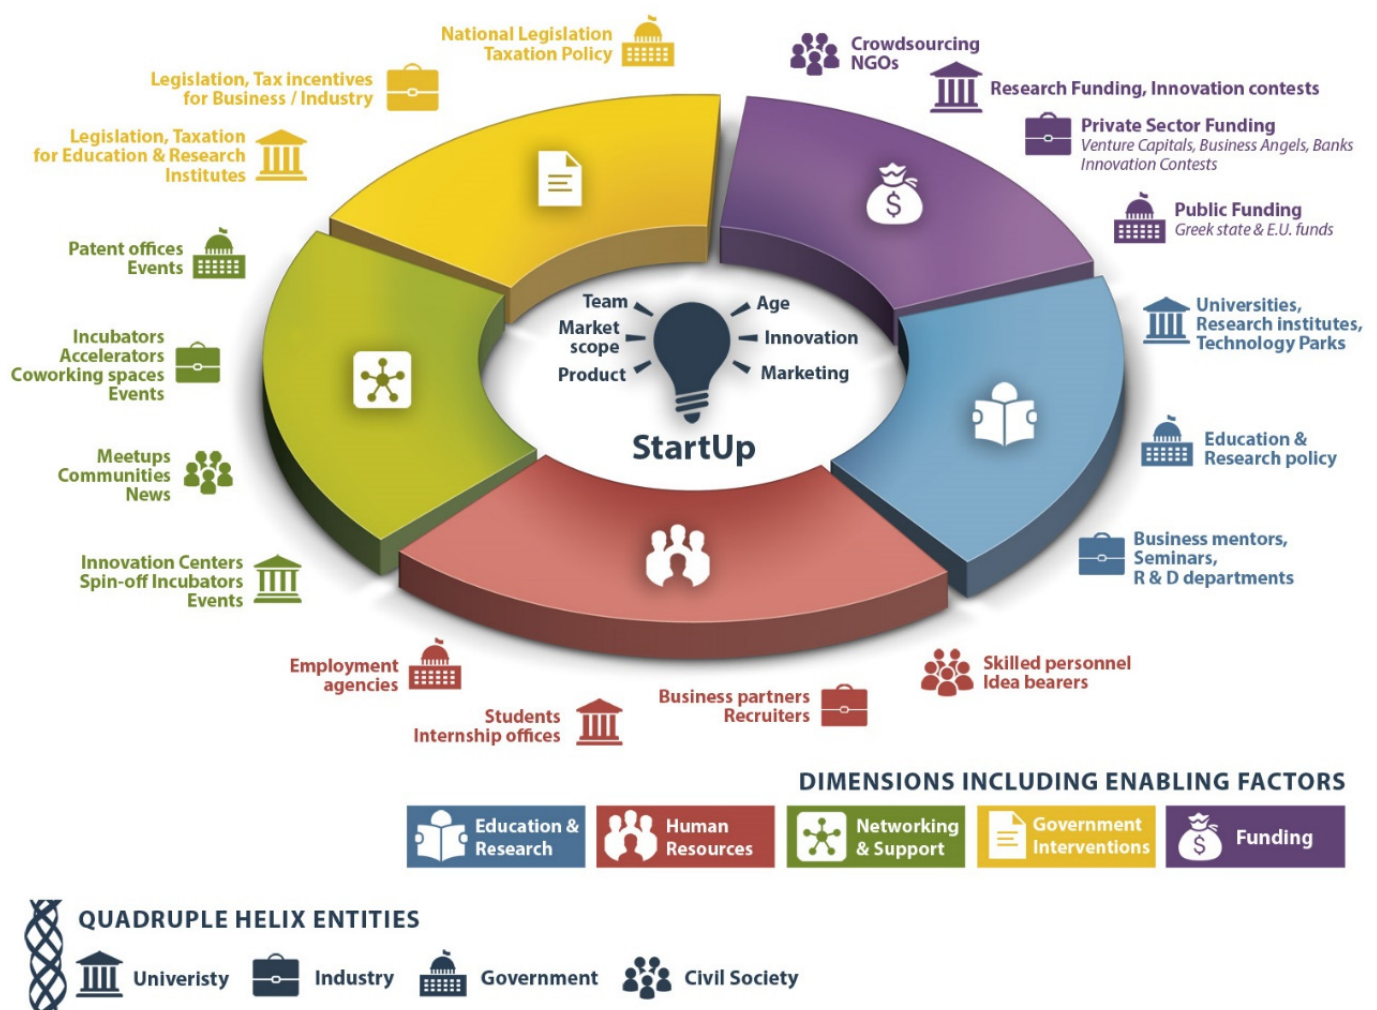 National Legislation
Taxation Policy
Legislation, Tax incentives
for Business / Industry
Legislation, Taxation
for Education & Research
Institutes
Crowdsourcing
NGOs
Research Funding, Innovation contests
Private Sector Funding
Venture Capitals, Business Angels, Banks
Innovation Contests
Public Funding
Greek state & E.U. funds
$
Patent offices
Events
Incubators
Accelerators
Coworking spaces
Events
Meetups
Communities
News
Innovation Centers
Spin-off Incubators
Events
Team
Market
scope
Product
Age
Innovation
Marketing
StartUp
Universities,
Research institutes,
Technology Parks
Education &
Research policy
Business mentors,
Seminars,
R & D departments
Employment
agencies
Students
Internship offices
Business partners
Recruiters
Skilled personnel
Idea bearers
DIMENSIONS INCLUDING ENABLING FACTORS
Education &
Research
Human
Resources
Networking
& Support
Government
Interventions
$
Funding
QUADRUPLE HELIX ENTITIES
Univeristy
Industry
Government
Civil Society